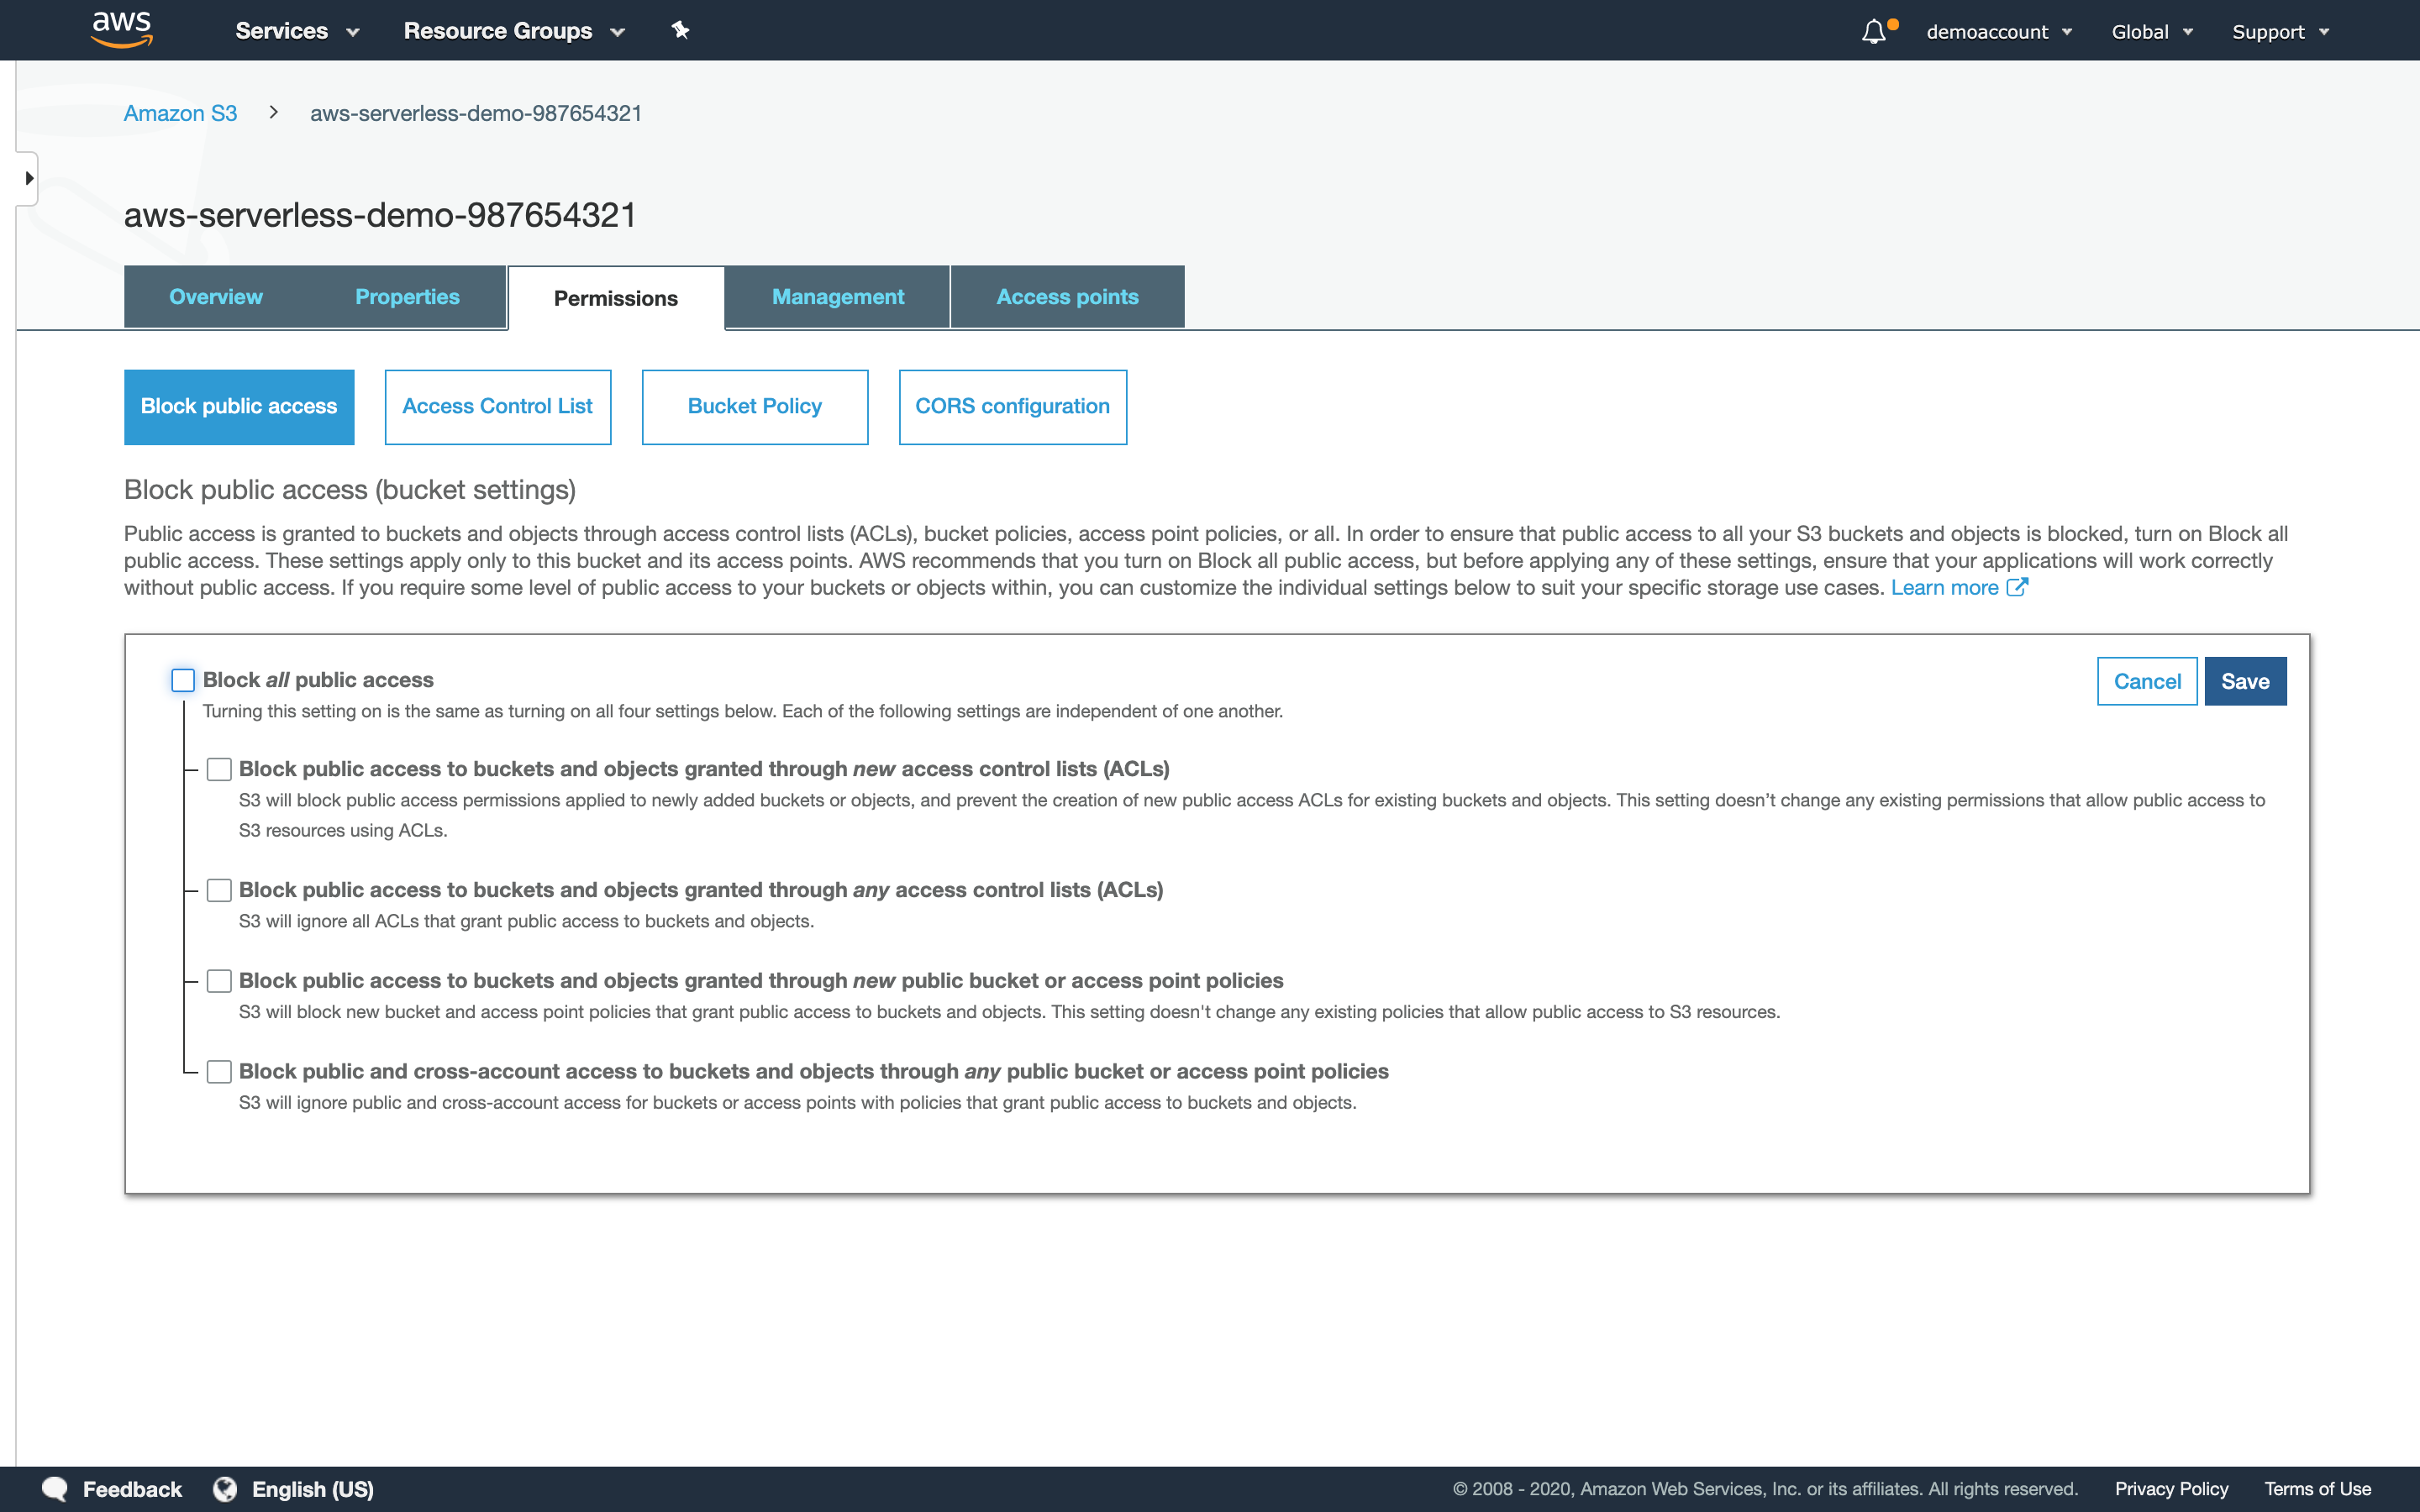 aws
Services
Resource Groups
demoaccount
Global
Support
Amazon S3 > aws-serverless-demo-987654321
aws-serverless-demo-987654321
Overview
Properties
Permissions
Management
Access points
Block public access
Access Control List
Bucket Policy
CORS configuration
Block public access (bucket settings)
Public access is granted to buckets and objects through access control lists (ACLs), bucket policies, access point policies, or all. In order to ensure that public access to all your S3 buckets and objects is blocked, turn on Block all
public access. These settings apply only to this bucket and its access points. AWS recommends that you turn on Block all public access, but before applying any of these settings, ensure that your applications will work correctly
without public access. If you require some level of public access to your buckets or objects within, you can customize the individual settings below to suit your specific storage use cases. Learn more
Block all public access
Cancel
Save
Turning this setting on is the same as turning on all four settings below. Each of the following settings are independent of one another.
Block public access to buckets and objects granted through new access control lists (ACLs)
S3 will block public access permissions applied to newly added buckets or objects, and prevent the creation of new public access ACLs for existing buckets and objects. This setting doesn’t change any existing permissions that allow public access to
S3 resources using ACLs.
Block public access to buckets and objects granted through any access control lists (ACLs)
S3 will ignore all ACLs that grant public access to buckets and objects.
Block public access to buckets and objects granted through new public bucket or access point policies
S3 will block new bucket and access point policies that grant public access to buckets and objects. This setting doesn't change any existing policies that allow public access to S3 resources.
Block public and cross-account access to buckets and objects through any public bucket or access point policies
S3 will ignore public and cross-account access for buckets or access points with policies that grant public access to buckets and objects.
Feedback
English (US)
© 2008 - 2020, Amazon Web Services, Inc. or its affiliates. All rights reserved.
Privacy Policy
Terms of Use